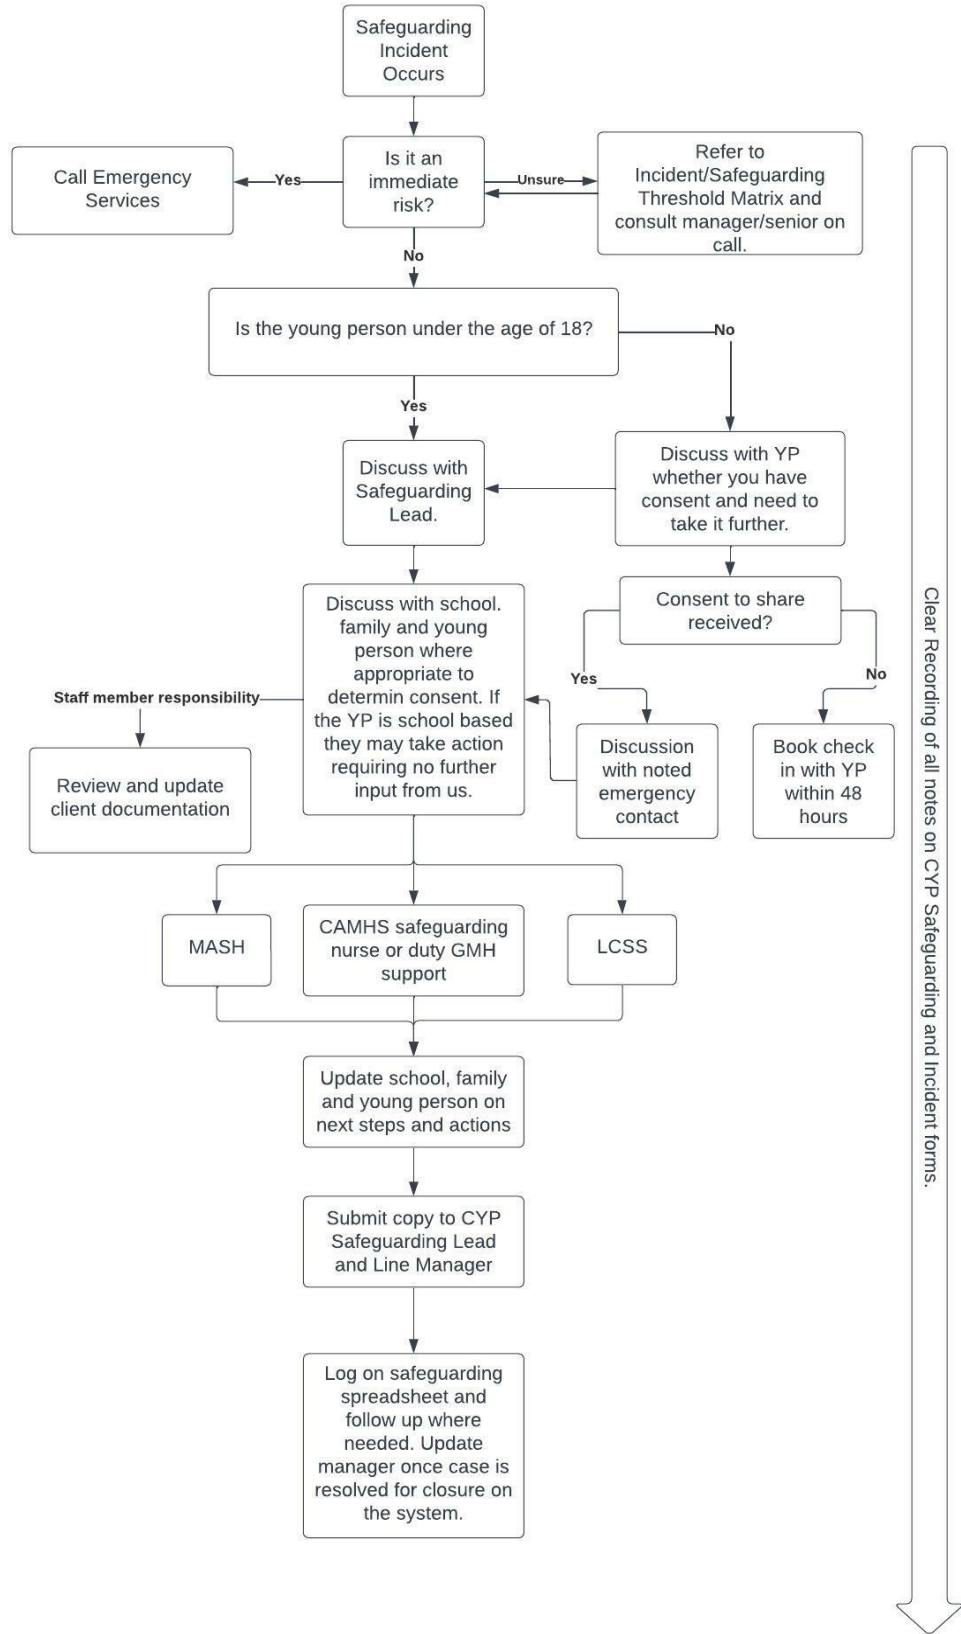 Safeguarding
Incident
Occurs
Is it an
immediate
risk?
Yes
Call Emergency
Services
Unsure
Refer to
Incident/Safeguarding
Threshold Matrix and
consult manager/senior on
call.
No
Is the young person under the age of 18?
No
Yes
Discuss with
Safeguarding
Lead.
Discuss with YP
whether you have
consent and need to
take it further.
Consent to share
received?
Yes
No
Discussion
with noted
emergency
contact
Book check
in with YP
within 48
hours
Discuss with school.
family and young
person where
appropriate to
determin consent. If
the YP is school based
they may take action
requiring no further
input from us.
Staff member responsibility
Review and update
client documentation
MASH
CAMHS safeguarding
nurse or duty GMH
support
LCSS
Update school, family
and young person on
next steps and actions
Submit copy to CYP
Safeguarding Lead
and Line Manager
Log on safeguarding
spreadsheet and
follow up where
needed. Update
manager once case is
resolved for closure on
the system.
Clear Recording of all notes on CYP Safeguarding and Incident forms.